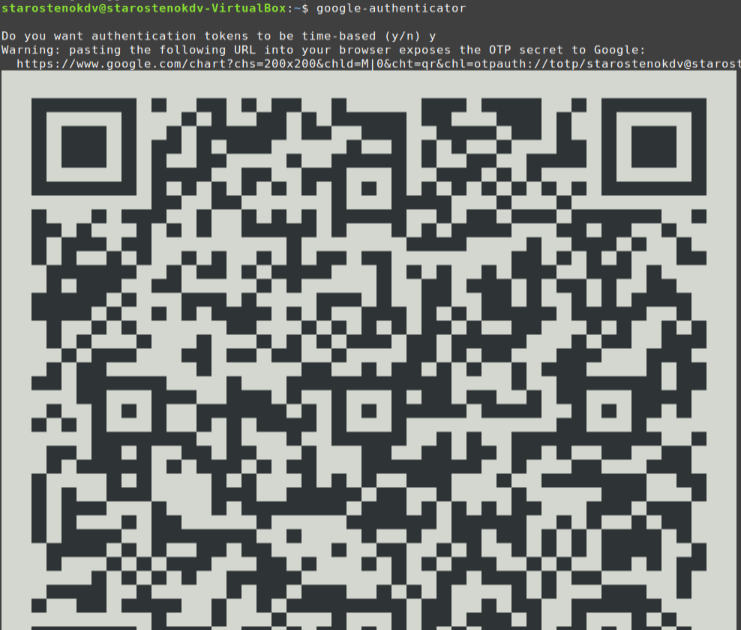 starostenokdv@starostenokdv-VirtualBox:~$ google-authenticator
Do you want authentication tokens to be time-based (y/n) y
Warning: pasting the following URL into your browser exposes the OTP secret to Google:
https://www.google.com/chart?chs=200x200&chld=M|0&cht=qr&chl=otpauth://totp/starostenokdv@starost